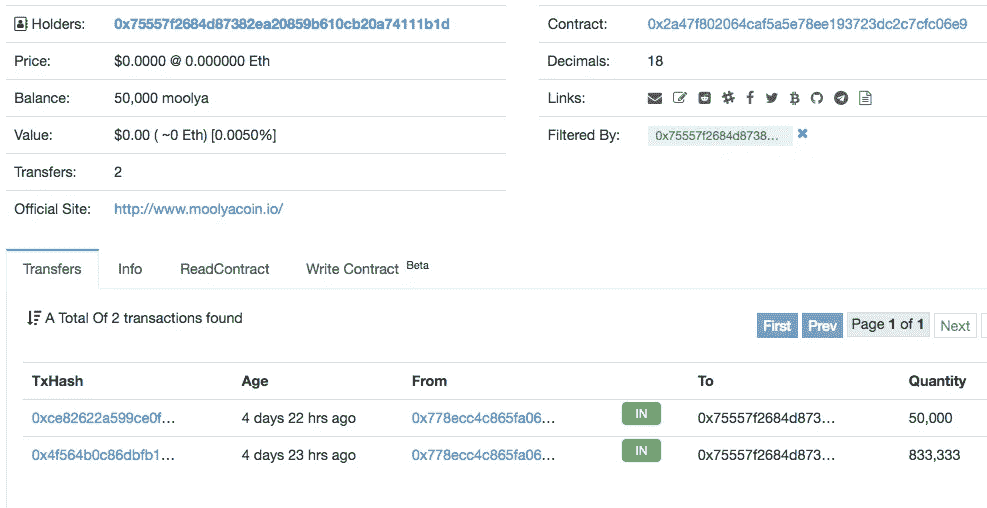 Holders: 0x75557f2684d87382ea20859b610cb20a74111b1d
Price: $0.0000 @ 0.000000 Eth
Balance: 50,000 moolya
Value: $0.00 ( ~0 Eth) [0.0050%]
Transfers: 2
Official Site: http://www.moolyacoin.io/
Contract: 0x2a47f802064caf5a5e78ee193723dc2c7cfc06e9
Decimals: 18
Links:
Filtered By: 0x75557f2684d8738...
Transfers Info ReadContract Write Contract Beta
A Total Of 2 transactions found
First Prev Page 1 of 1 Next
TxHash Age From To Quantity
0xce82622a599ce0f... 4 days 22 hrs ago 0x778ecc4c865fa06... IN 0x75557f2684d873... 50,000
0x4f564b0c86dbfb1... 4 days 23 hrs ago 0x778ecc4c865fa06... IN 0x75557f2684d873... 833,333